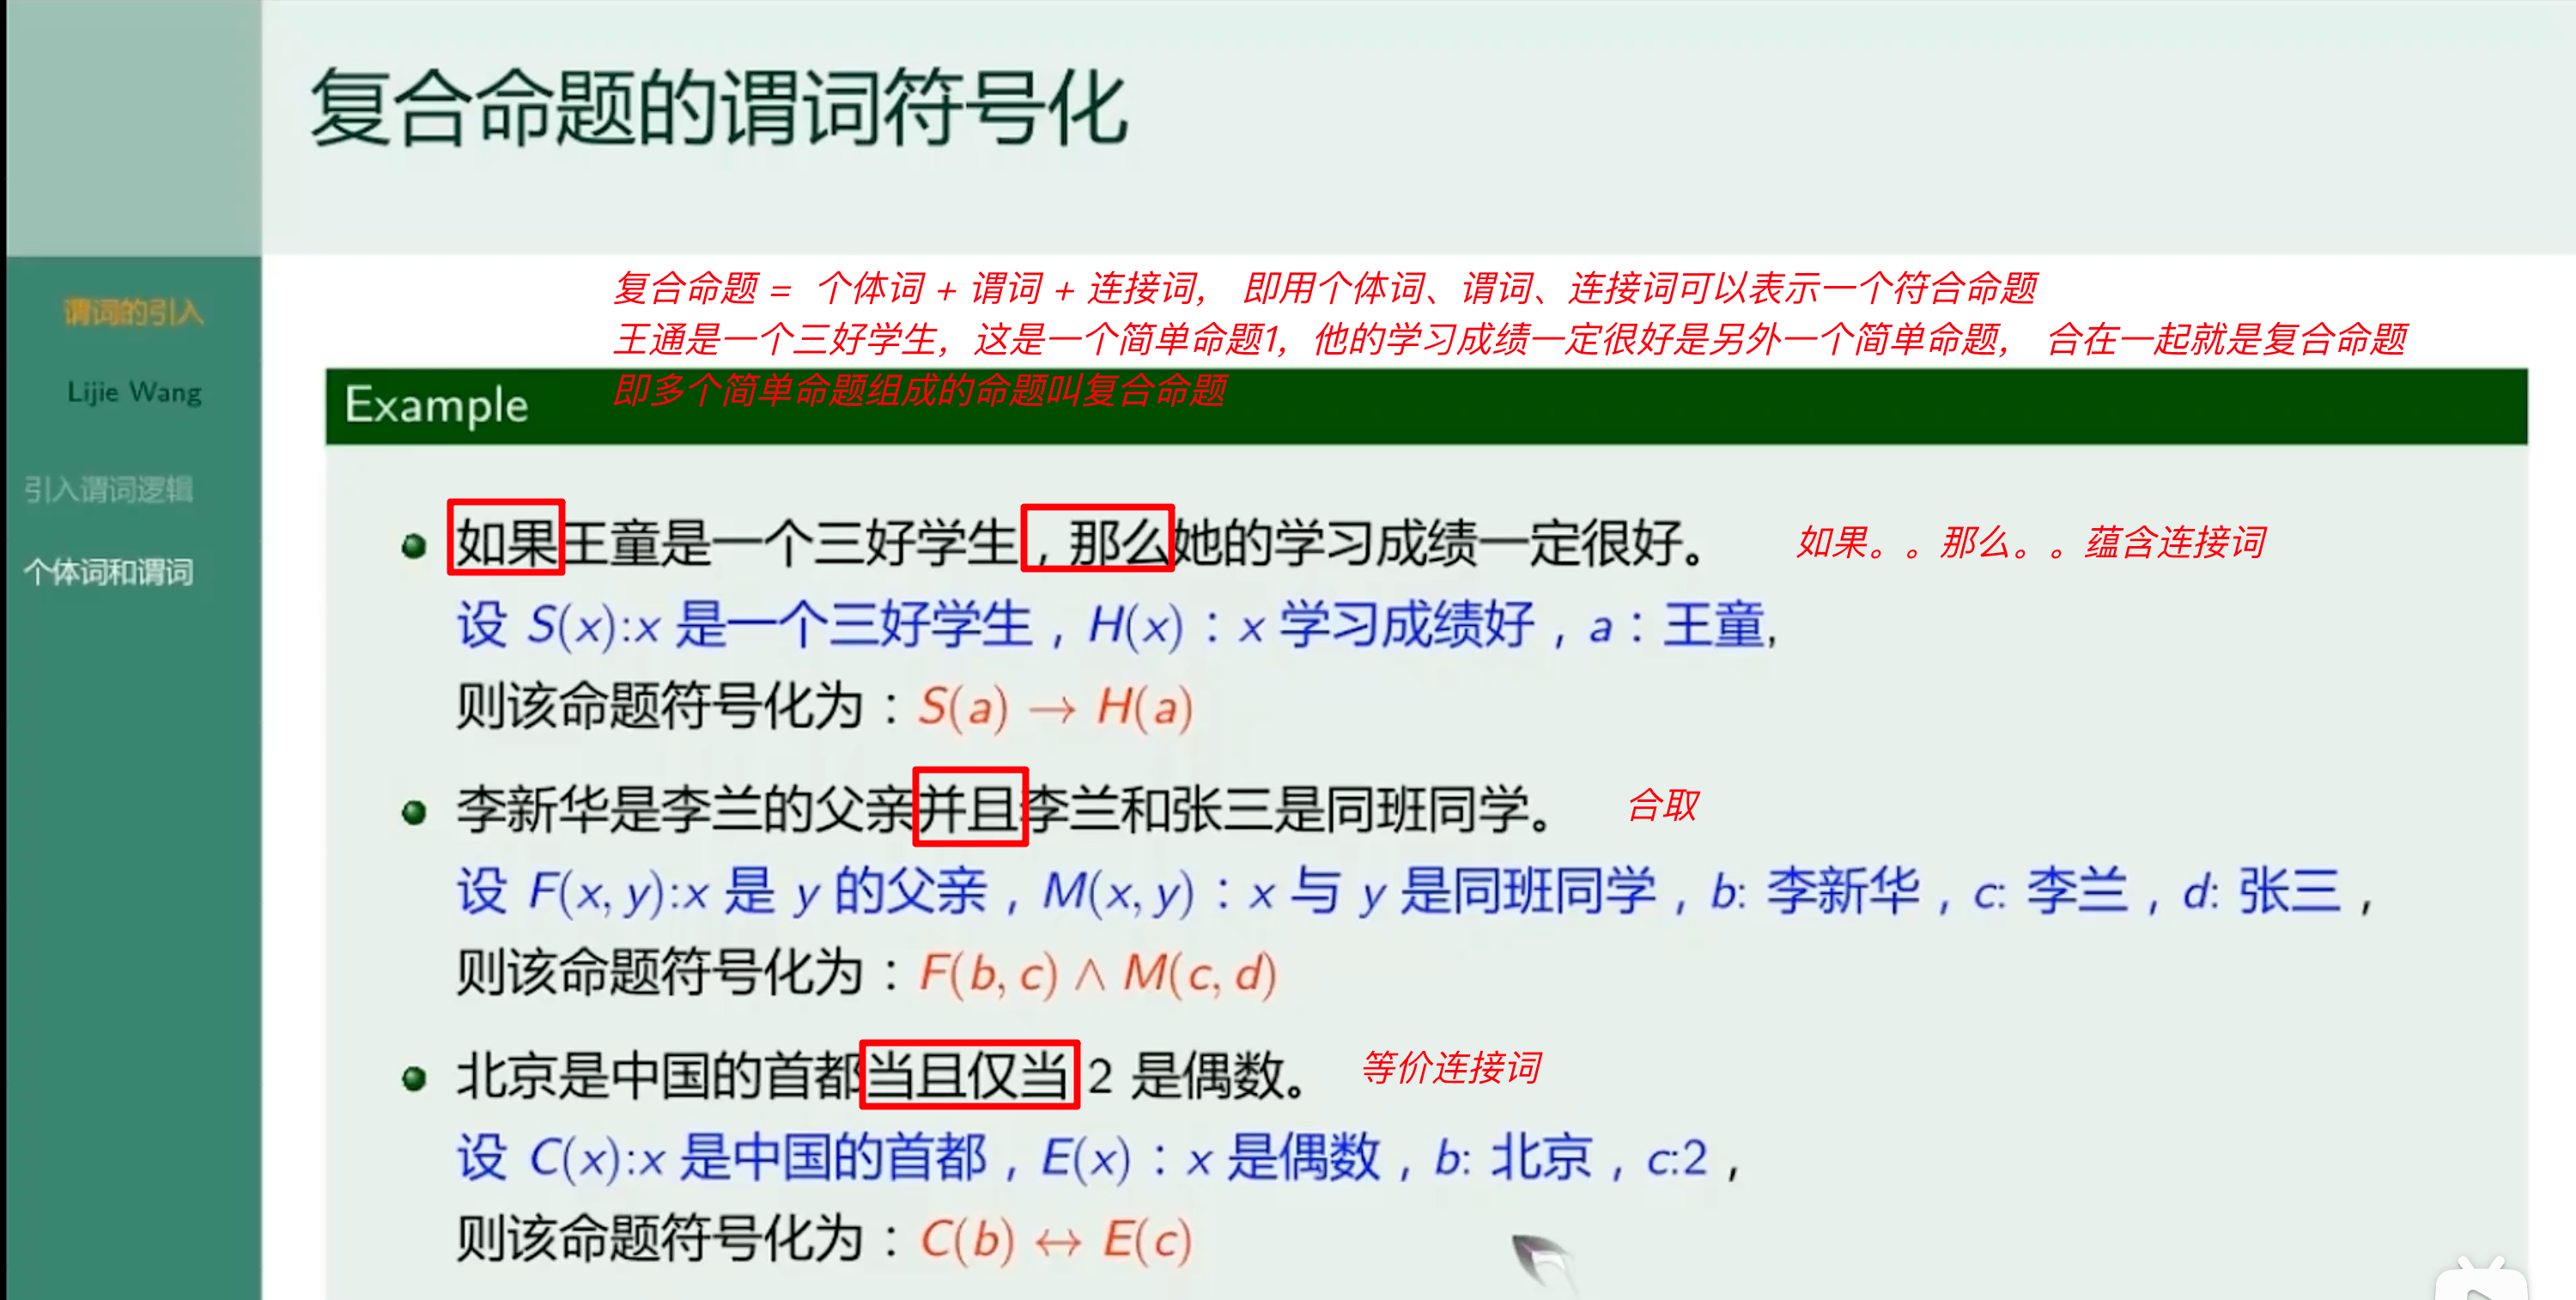 复合命题的谓词符号化
谓词的引入
Lijie Wang
引入谓词逻辑
个体词和谓词
复合命题 = 个体词 + 谓词 + 连接词， 即用个体词、谓词、连接词可以表示一个符合命题
王通是一个三好学生，这是一个简单命题1，他的学习成绩一定很好是另外一个简单命题， 合在一起就是复合命题
即多个简单命题组成的命题叫复合命题
Example
如果王童是一个三好学生，那么她的学习成绩一定很好。 如果。。那么。。蕴含连接词
设 S(x):x 是一个三好学生，H(x)：x 学习成绩好，a：王童,
则该命题符号化为：S(a) → H(a)
李新华是李兰的父亲并且李兰和张三是同班同学。 合取
设 F(x, y):x 是 y 的父亲，M(x, y)：x 与 y 是同班同学，b: 李新华，c: 李兰，d: 张三，
则该命题符号化为：F(b, c) ∧ M(c, d)
北京是中国的首都当且仅当 2 是偶数。 等价连接词
设 C(x):x 是中国的首都，E(x)：x 是偶数，b: 北京，c:2，
则该命题符号化为：C(b) ↔ E(c)